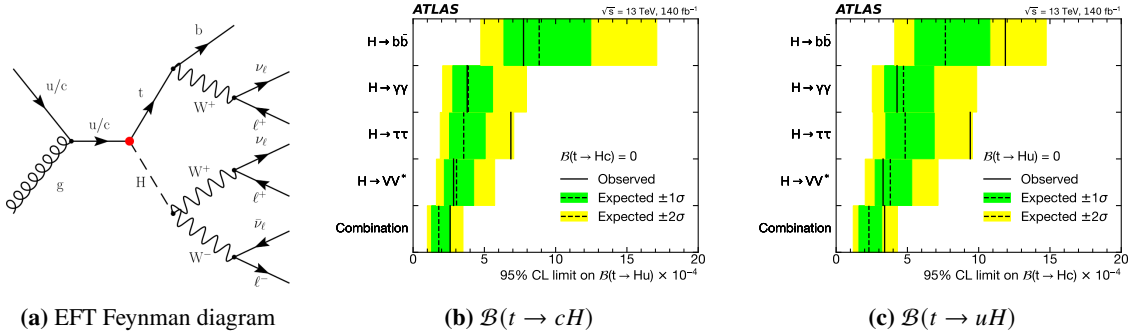 b
ν_ℓ
u/c
t
W⁺
ℓ⁺
u/c
ν_ℓ
g
H
W⁺
ℓ⁺
ν̄_ℓ
W⁻
ℓ⁻
(a) EFT Feynman diagram
ATLAS
√s = 13 TeV, 140 fb⁻¹
H→bb̄
H→γγ
H→ττ
H→VV*
Combination
ℬ(t→Hc) = 0
Observed
Expected ±1σ
Expected ±2σ
0 5 10 15 20
95% CL limit on ℬ(t→Hu) × 10⁻⁴
(b) ℬ(t → cH)
ATLAS
√s = 13 TeV, 140 fb⁻¹
H→bb̄
H→γγ
H→ττ
H→VV*
Combination
ℬ(t→Hu) = 0
Observed
Expected ±1σ
Expected ±2σ
0 5 10 15 20
95% CL limit on ℬ(t→Hc) × 10⁻⁴
(c) ℬ(t → uH)